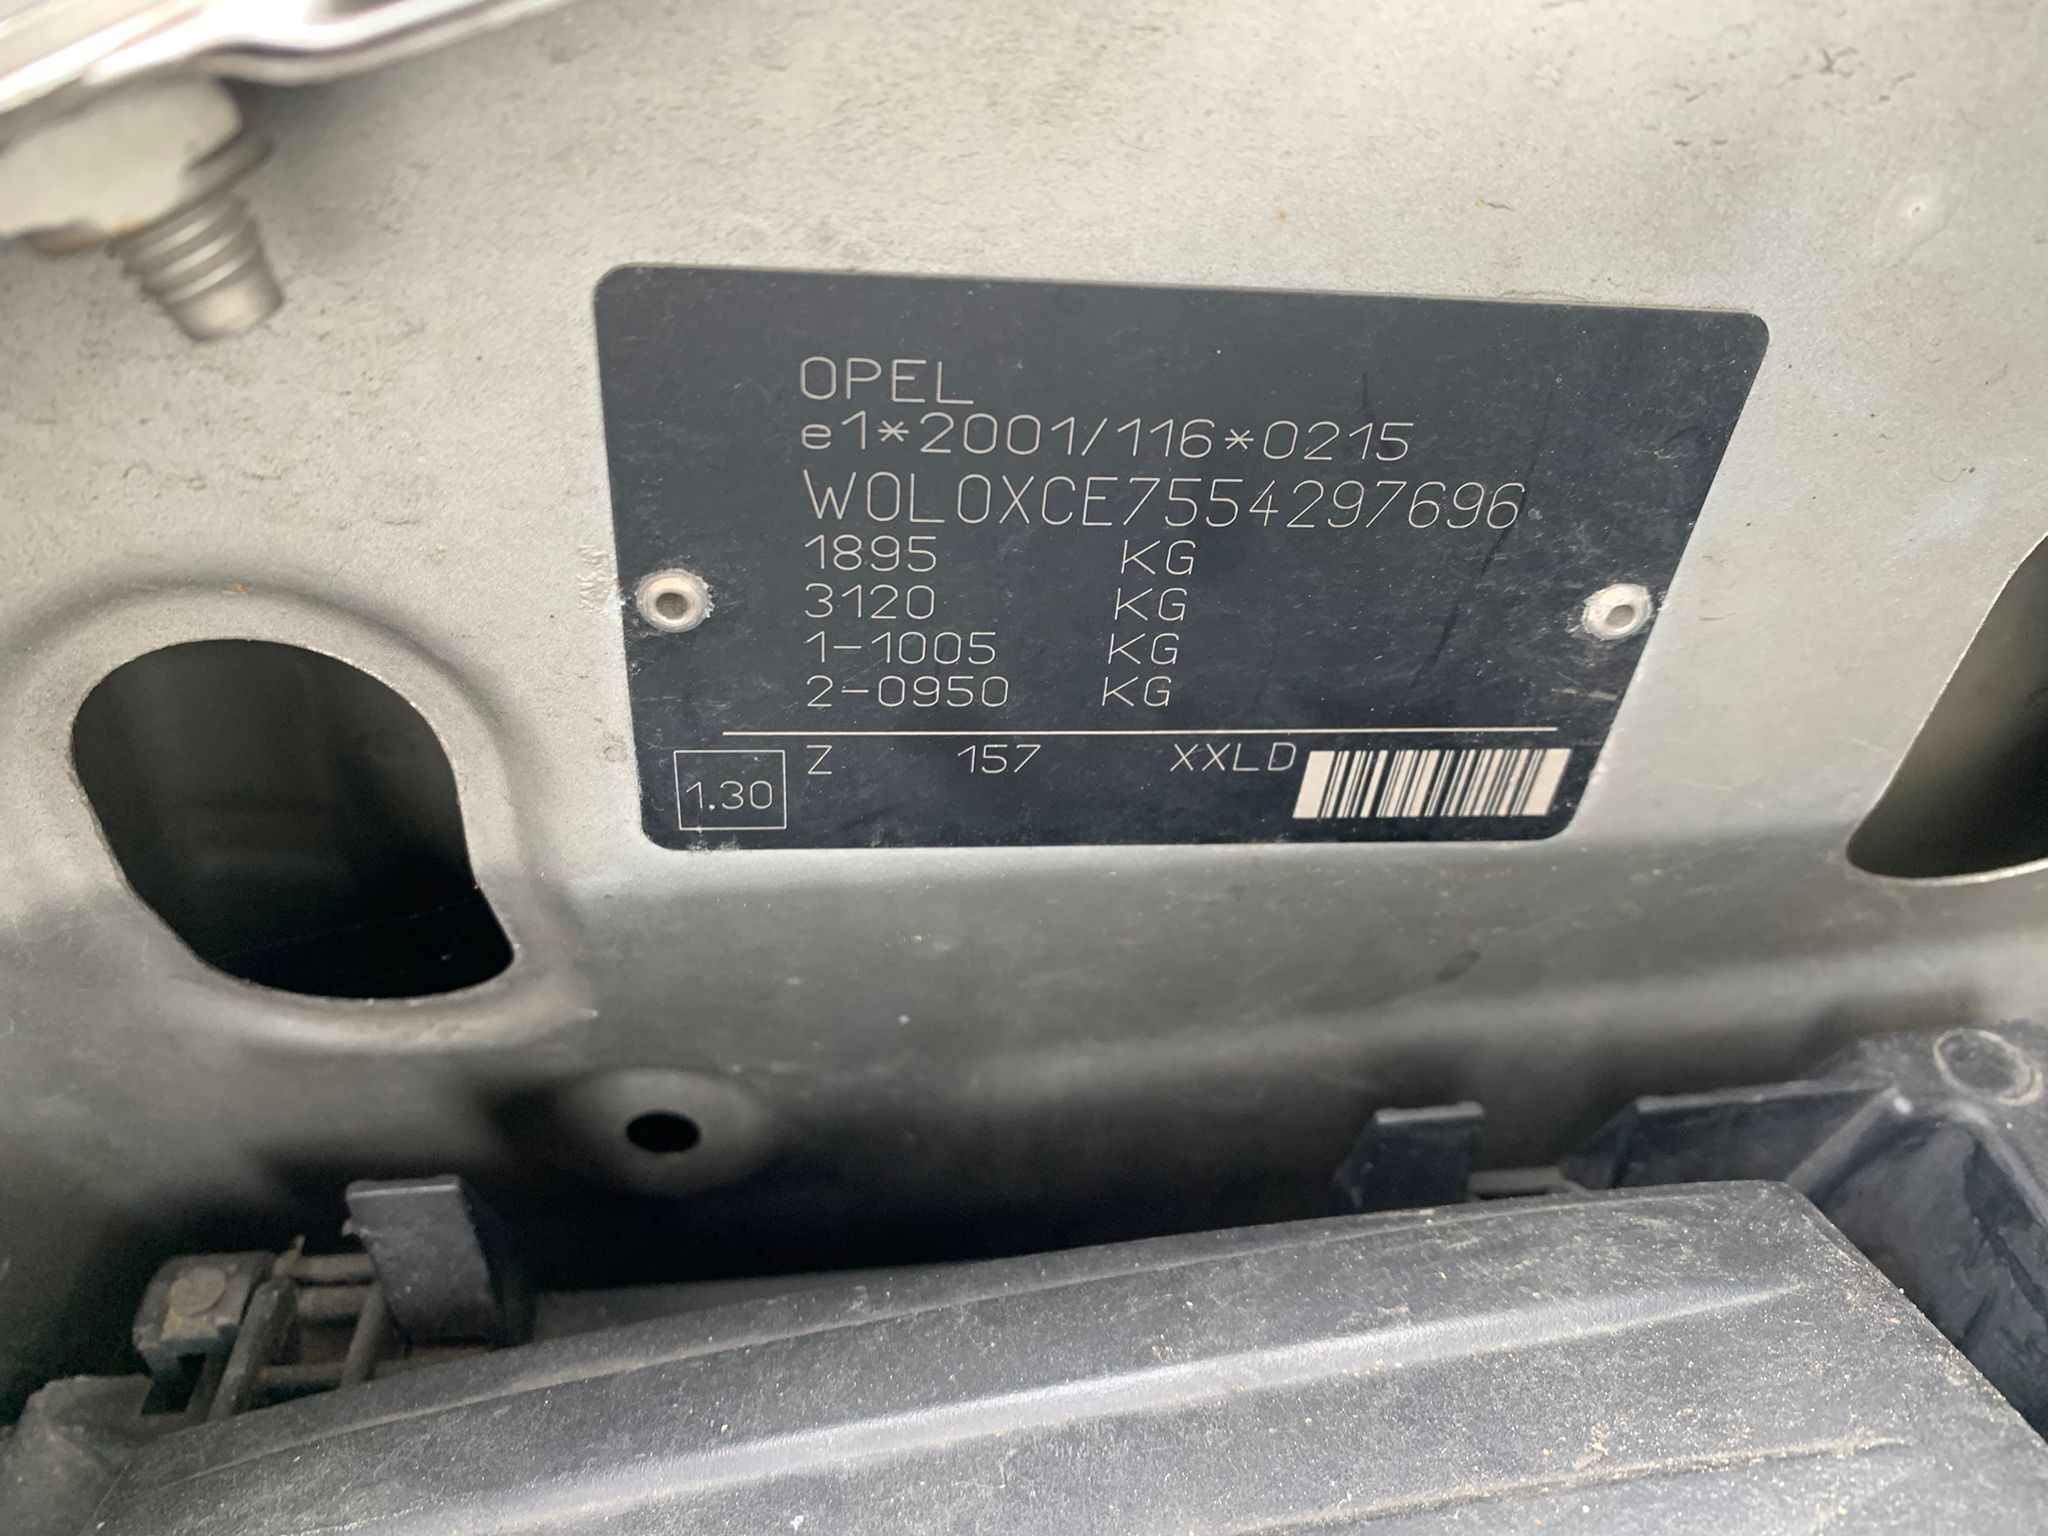 OPEL
e1*2001/116*0215
W0L0XCE7554297696
1895 KG
3120 KG
1-1005 KG
2-0950 KG
1.30 Z 157 XXLD